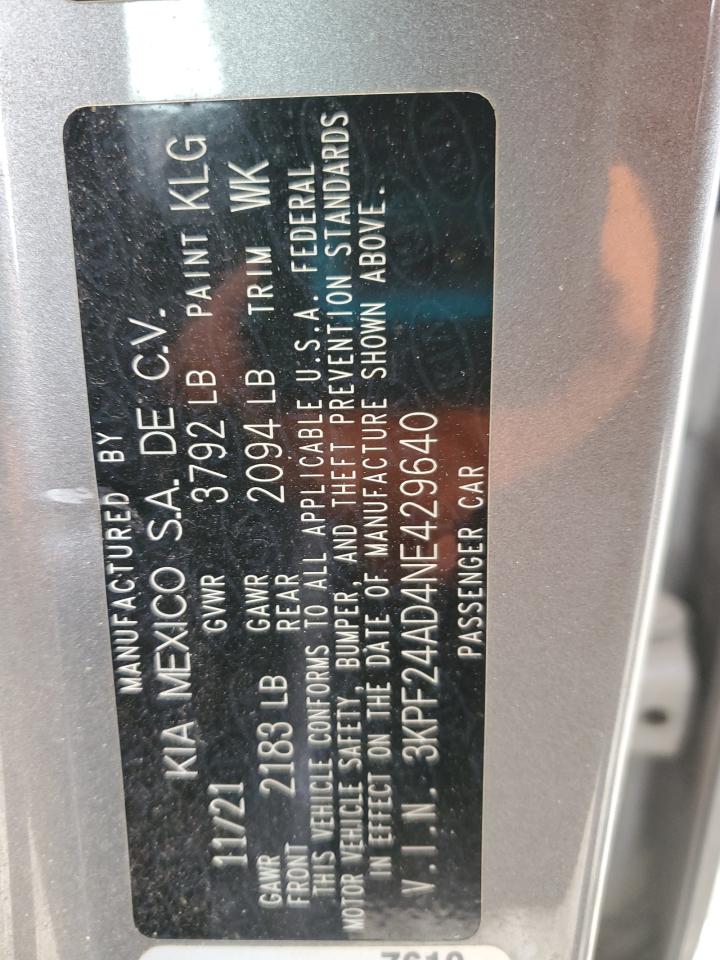 MANUFACTURED BY
KIA MEXICO S.A. DE C.V.
11/21 GVWR 3792 LB PAINT KLG
GAWR FRONT 2183 LB GAWR REAR 2094 LB TRIM WK
THIS VEHICLE CONFORMS TO ALL APPLICABLE U.S.A. FEDERAL
MOTOR VEHICLE SAFETY, BUMPER, AND THEFT PREVENTION STANDARDS
IN EFFECT ON THE DATE OF MANUFACTURE SHOWN ABOVE.
V.I.N. 3KPF24AD4NE429640
PASSENGER CAR